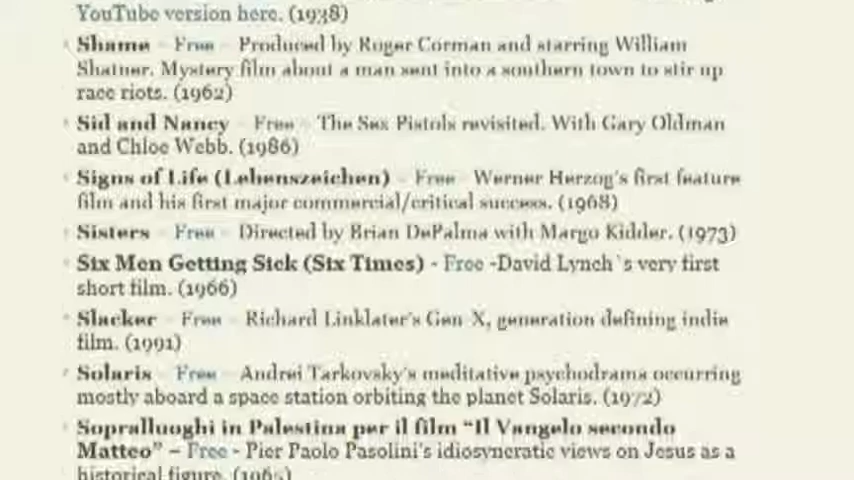 YouTube version here. (1938)
Shame - Free - Produced by Roger Corman and starring William
Shatner. Mystery film about a man sent into a southern town to stir up
race riots. (1962)
Sid and Nancy - Free - The Sex Pistols revisited. With Gary Oldman
and Chloe Webb. (1986)
Signs of Life (Lebenszeichen) - Free - Werner Herzog's first feature
film and his first major commercial/critical success. (1968)
Sisters - Free - Directed by Brian DePalma with Margo Kidder. (1973)
Six Men Getting Sick (Six Times) - Free -David Lynch`s very first
short film. (1966)
Slacker - Free - Richard Linklater's Gen-X, generation defining indie
film. (1991)
Solaris - Free - Andrei Tarkovsky's meditative psychodrama occurring
mostly aboard a space station orbiting the planet Solaris. (1972)
Sopralluoghi in Palestina per il film “Il Vangelo secondo
Matteo” – Free - Pier Paolo Pasolini's idiosyncratic views on Jesus as a
historical figure. (1965)